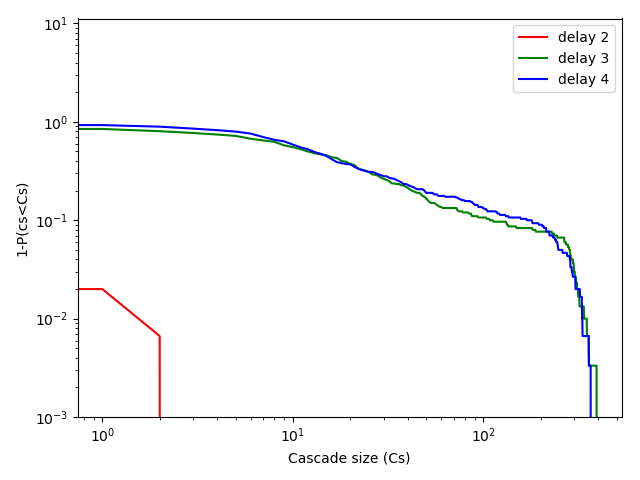 delay 2
delay 3
delay 4
10¹
10⁰
10⁻¹
10⁻²
10⁻³
1-P(cs<Cs)
10⁰ 10¹ 10²
Cascade size (Cs)